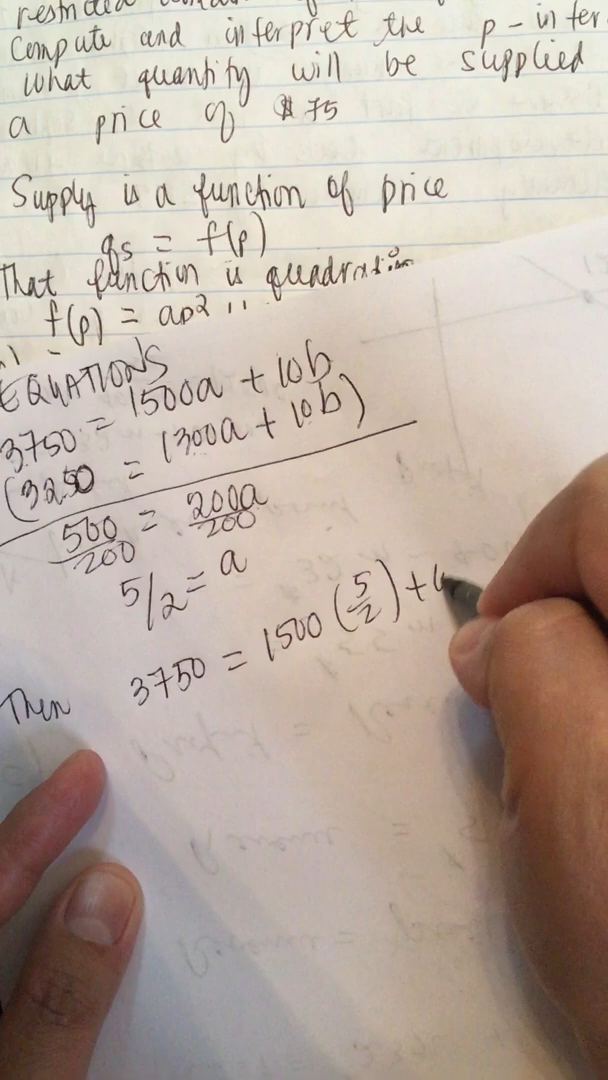 restricted
Compute and interpret the p-inter
What quantity will be supplied
a price of $75
Supply is a function of price
qs = f(p)
That function is quadratic
f(p) = ap²
EQUATIONS
3750 = 1500a + 10b
(3250 = 1300a + 10b)
500/200 = 200a/200
5/2 = a
Then 3750 = 1500 (5/2) +